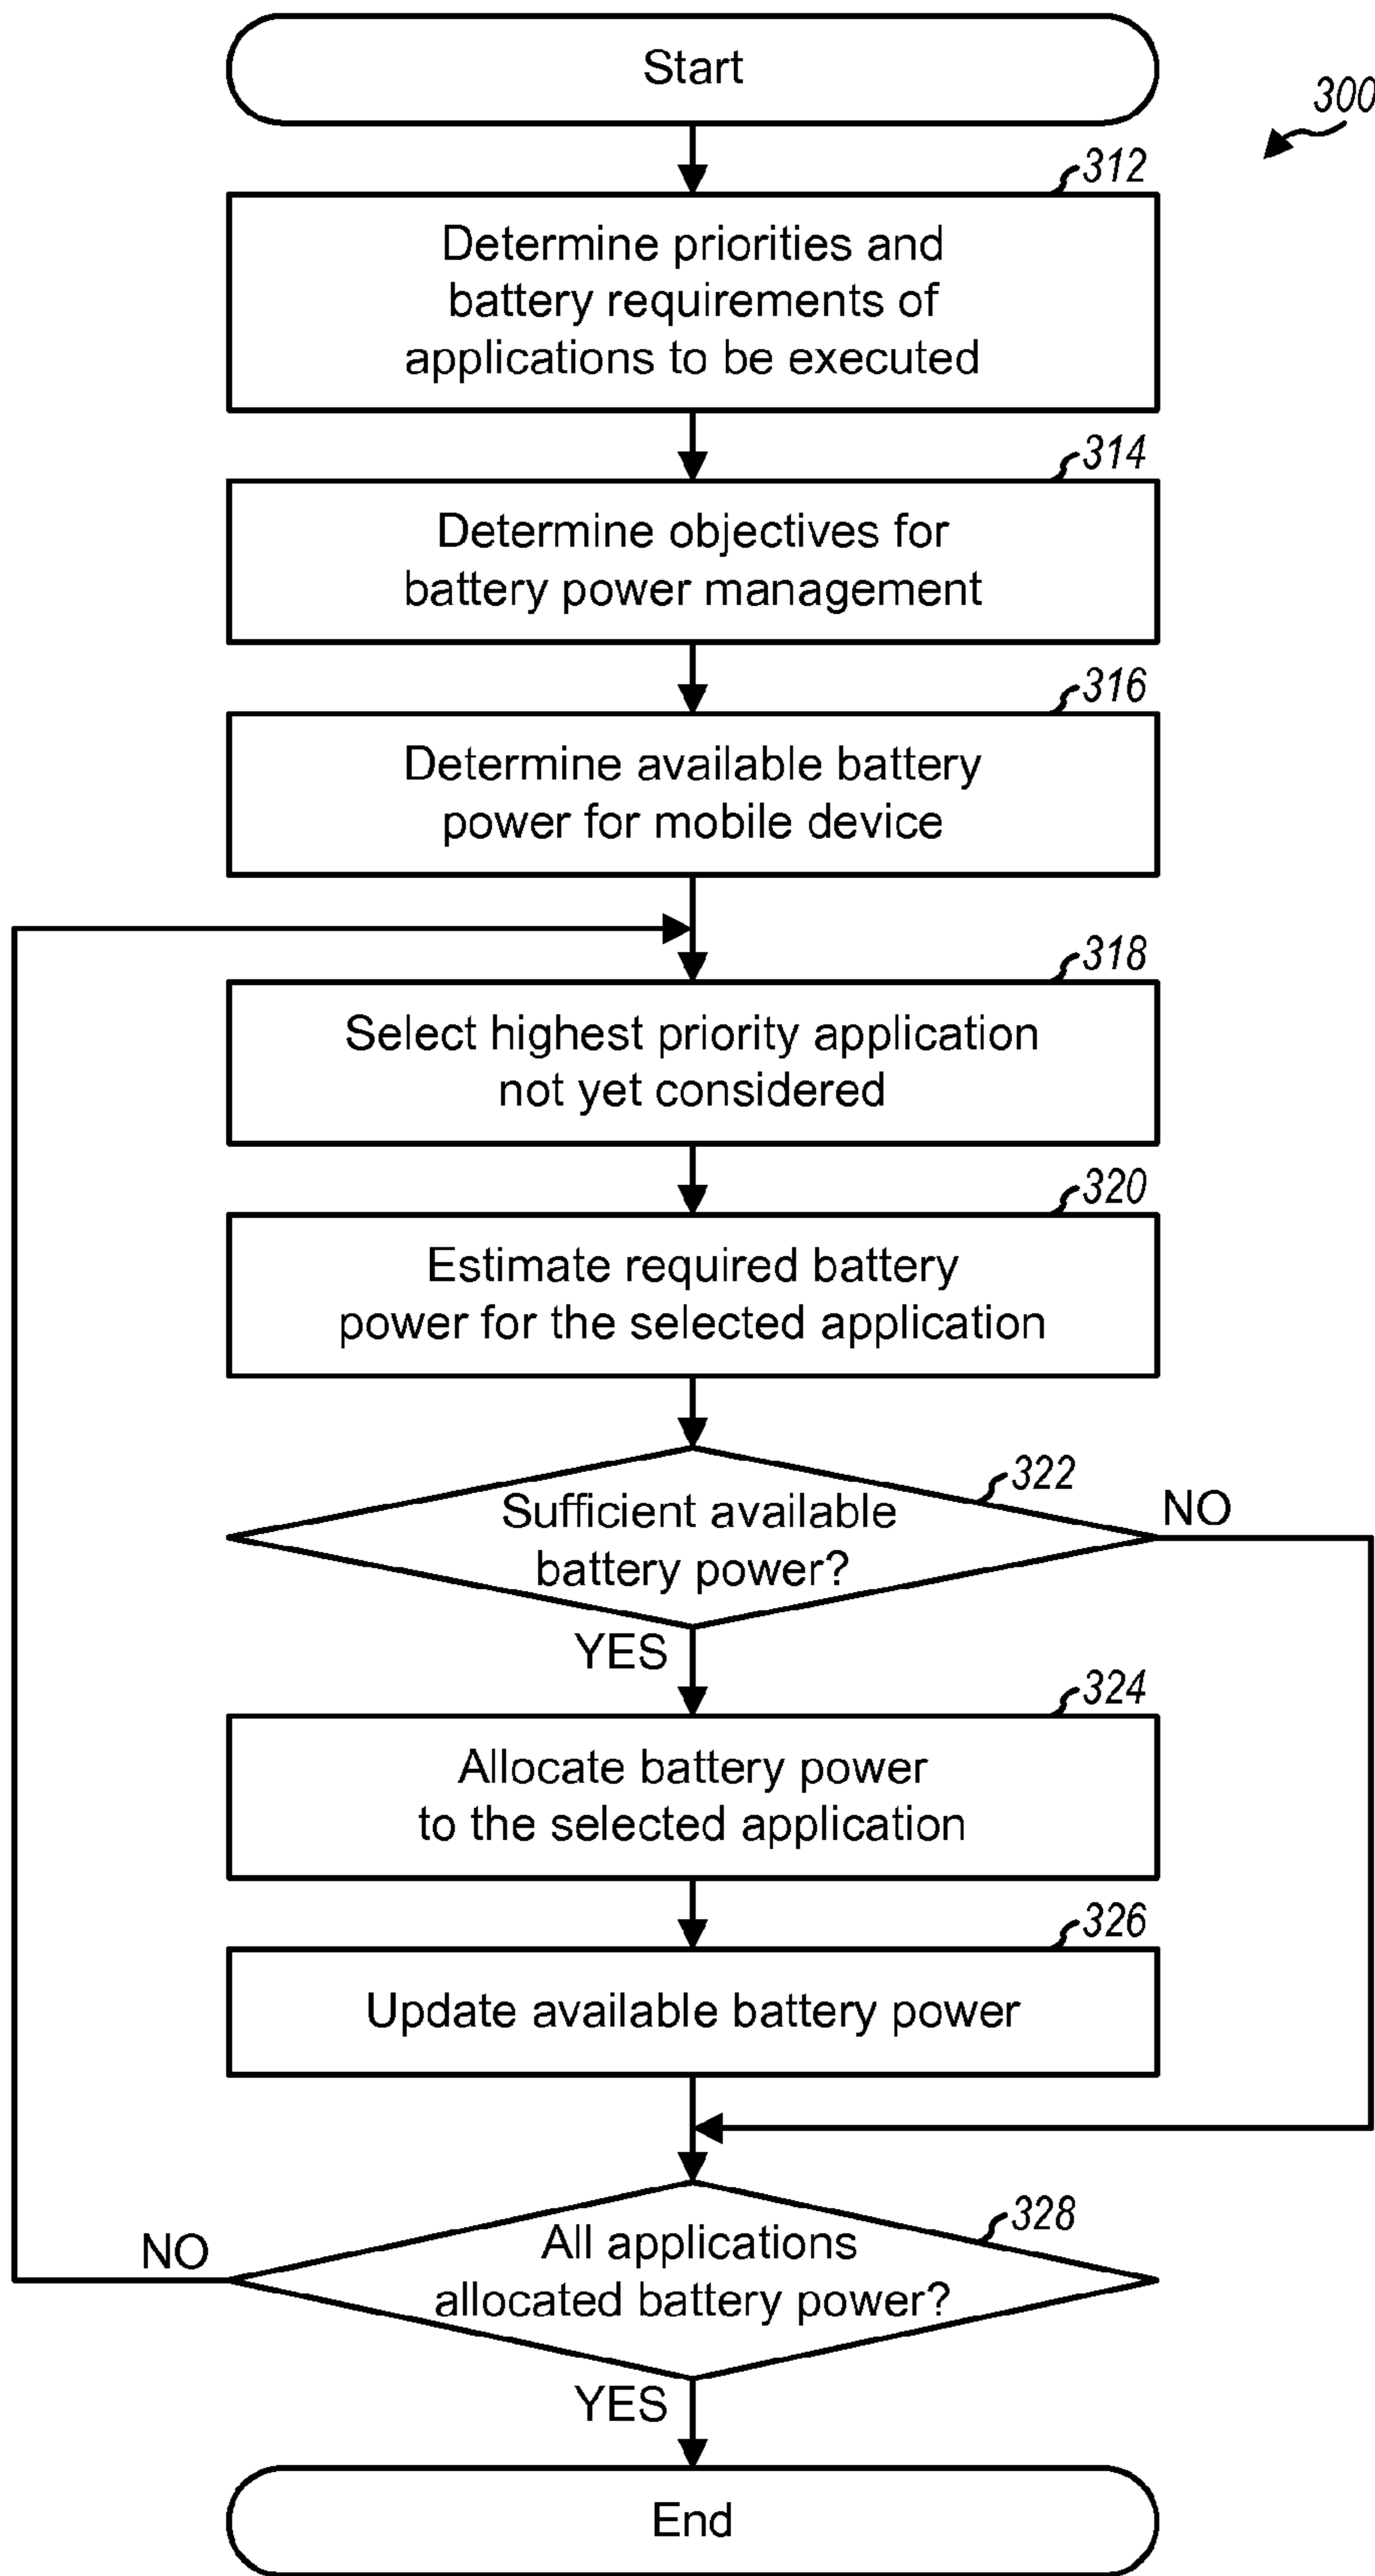 Start
300
312
Determine priorities and
battery requirements of
applications to be executed
314
Determine objectives for
battery power management
316
Determine available battery
power for mobile device
318
Select highest priority application
not yet considered
320
Estimate required battery
power for the selected application
322
Sufficient available
battery power?
NO
YES
324
Allocate battery power
to the selected application
326
Update available battery power
328
All applications
allocated battery power?
NO
YES
End